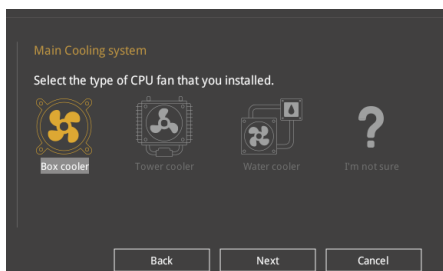 Main Cooling system
Select the type of CPU fan that you installed.
Box cooler Tower cooler Water cooler I'm not sure
Back Next Cancel